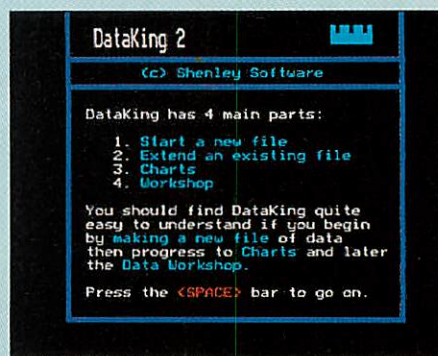 DataKing 2
(c) Shenley Software
DataKing has 4 main parts:
1. Start a new file
2. Extend an existing file
3. Charts
4. Workshop
You should find DataKing quite
easy to understand if you begin
by making a new file of data
then progress to Charts and later
the Data Workshop.
Press the <SPACE> bar to go on.